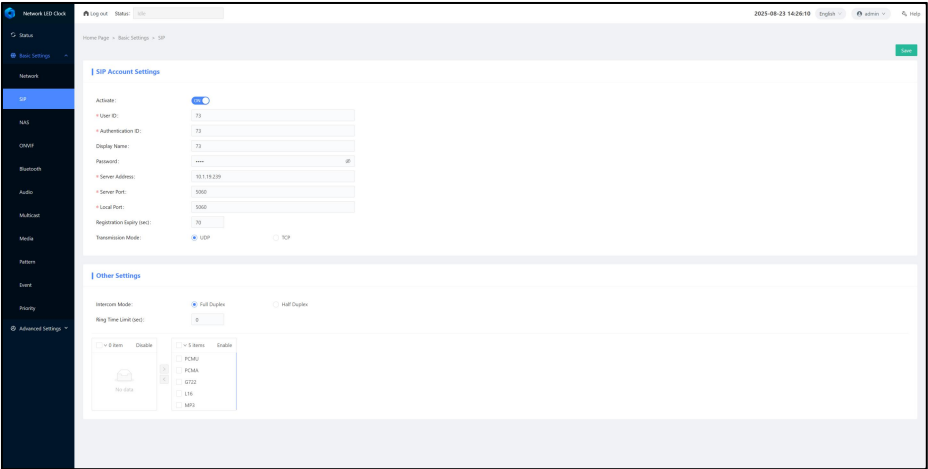 Network LED Clock
Log out Status: Idle 2025-08-23 14:26:10 English admin Help
Status
Basic Settings
Network
SIP
NAS
ONVIF
Bluetooth
Audio
Multicast
Media
Pattern
Event
Priority
Advanced Settings
Home Page > Basic Settings > SIP
Save
SIP Account Settings
Activate: ON
* User ID: 73
* Authentication ID: 73
Display Name: 73
Password: ••••
* Server Address: 10.1.19.239
* Server Port: 5060
* Local Port: 5060
Registration Expiry (sec): 70
Transmission Mode: UDP TCP
Other Settings
Intercom Mode: Full Duplex Half Duplex
Ring Time Limit (sec): 0
0 item Disable
No data
5 items Enable
PCMU
PCMA
G722
L16
MP3